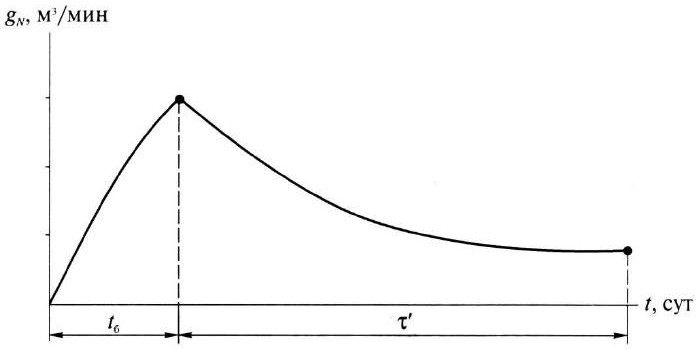 g_N, м³/мин
t, сут
t_б
τ′